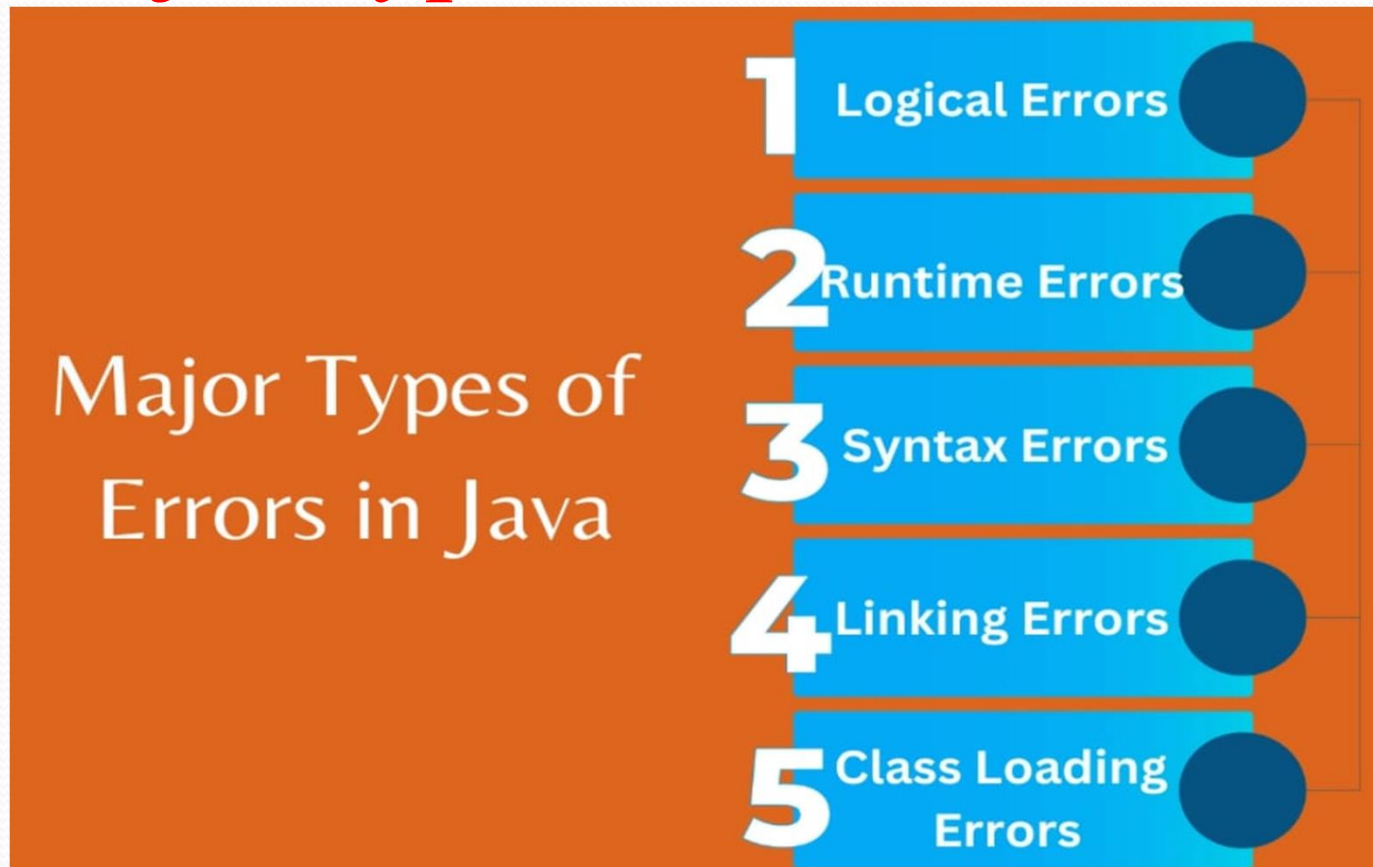 Major Types of
Errors in Java
1 Logical Errors
2 Runtime Errors
3 Syntax Errors
4 Linking Errors
5 Class Loading
Errors